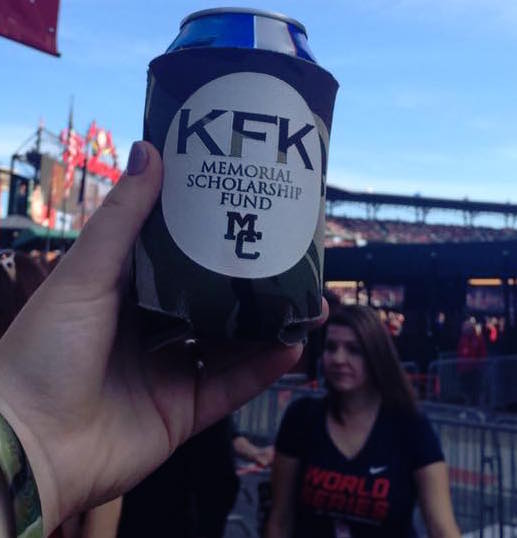 KFK
MEMORIAL
SCHOLARSHIP
FUND
MC
WORLD
SERIES